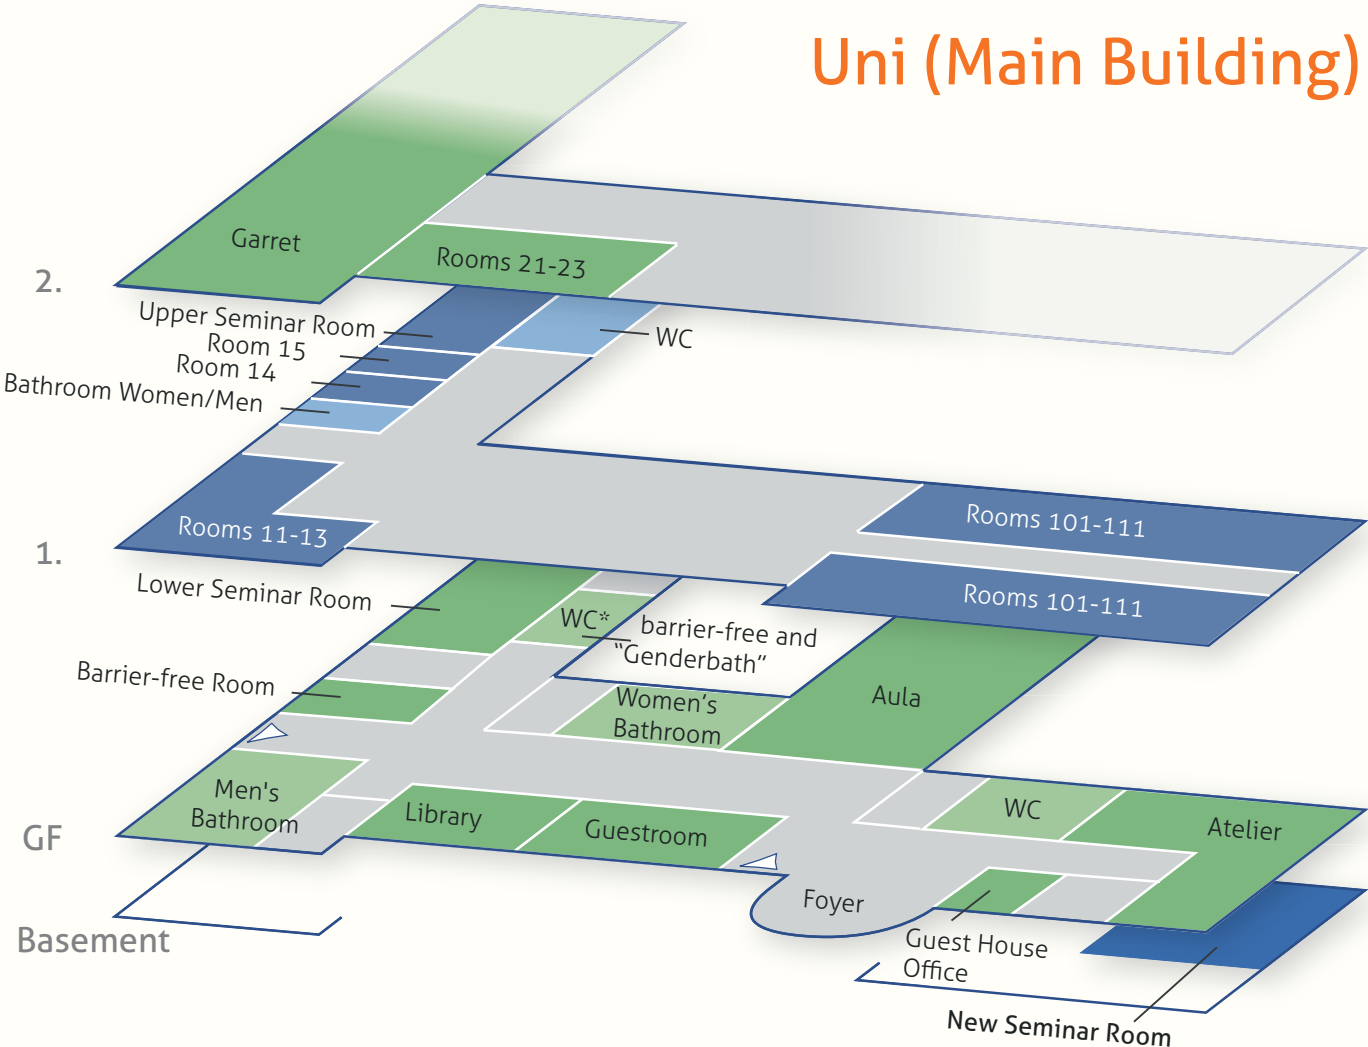 Uni (Main Building)
Garret
Rooms 21-23
2.
Upper Seminar Room
WC
Room 15
Room 14
Bathroom Women/Men
Rooms 101-111
Rooms 11-13
1.
Lower Seminar Room
Rooms 101-111
WC*
barrier-free and
"Genderbath"
Barrier-free Room
Women's
Bathroom
Aula
Men's
Bathroom
Library
Guestroom
WC
Atelier
GF
Foyer
Basement
Guest House
Office
New Seminar Room